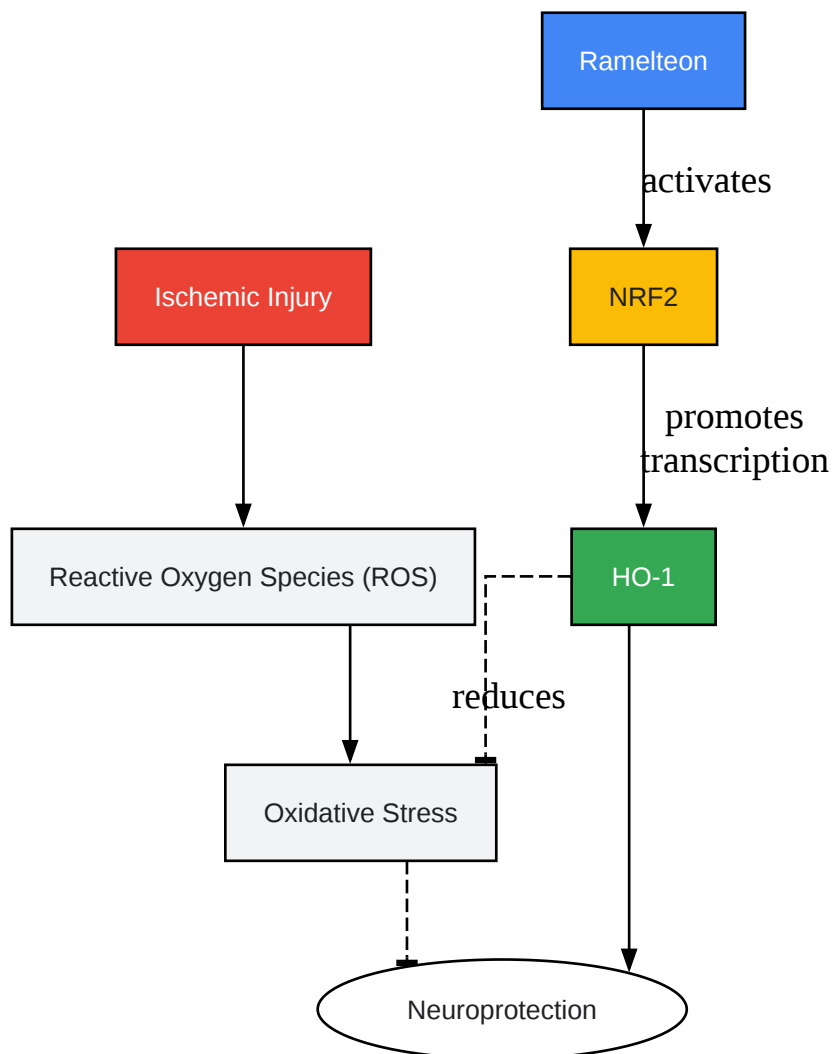 Ramelteon
activates
Ischemic Injury
NRF2
promotes
transcription
Reactive Oxygen Species (ROS)
HO-1
reduces
Oxidative Stress
Neuroprotection